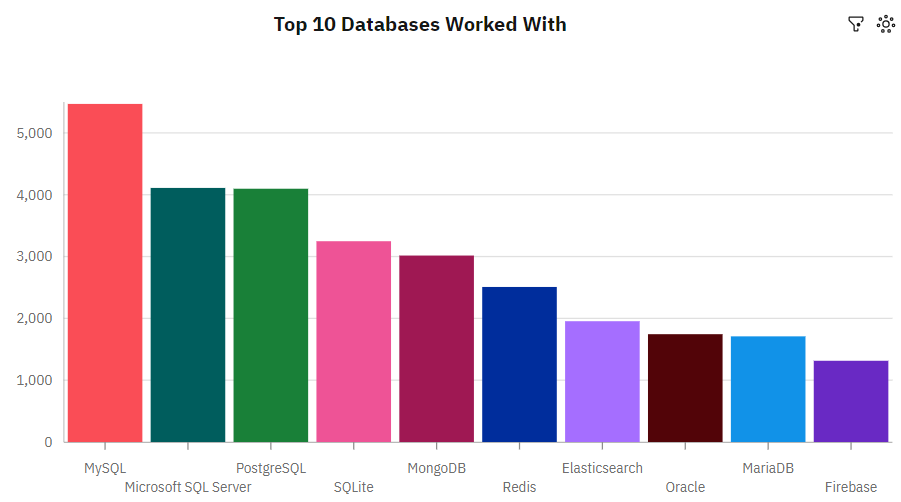 Top 10 Databases Worked With
5,000
4,000
3,000
2,000
1,000
0
MySQL
Microsoft SQL Server
PostgreSQL
SQLite
MongoDB
Redis
Elasticsearch
Oracle
MariaDB
Firebase